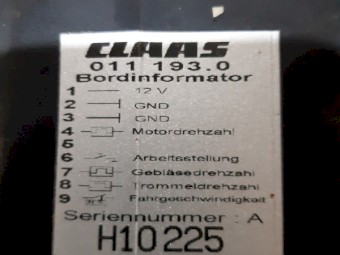 CLAAS
011 193.0
Bordinformator
1 12 V
2 GND
3 GND
4 Motordrehzahl
5
6 Arbeitsstellung
7 Gebläsedrehzahl
8 Trommeldrehzahl
9 Fahrgeschwindigkeit
Seriennummer : A
H10225